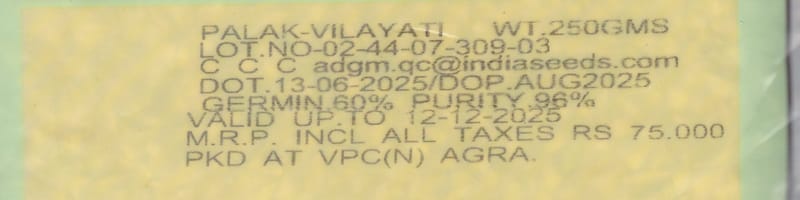 PALAK-VILAYATI WT.250GMS
LOT.NO-02-44-07-309-03
C C C adgm.qc@indiaseeds.com
DOT.13-06-2025/DOP.AUG2025
GERMIN.60% PURITY.96%
VALID UP.TO 12-12-2025
M.R.P. INCL ALL TAXES RS 75.000
PKD AT VPC(N) AGRA.